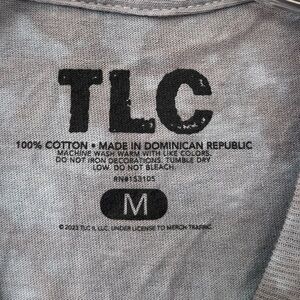 TLC
100% COTTON • MADE IN DOMINICAN REPUBLIC
MACHINE WASH WARM WITH LIKE COLORS.
DO NOT IRON DECORATIONS. TUMBLE DRY
LOW. DO NOT BLEACH.
RN#153105
M
© 2023 TLC II, LLC. UNDER LICENSE TO MERCH TRAFFIC.